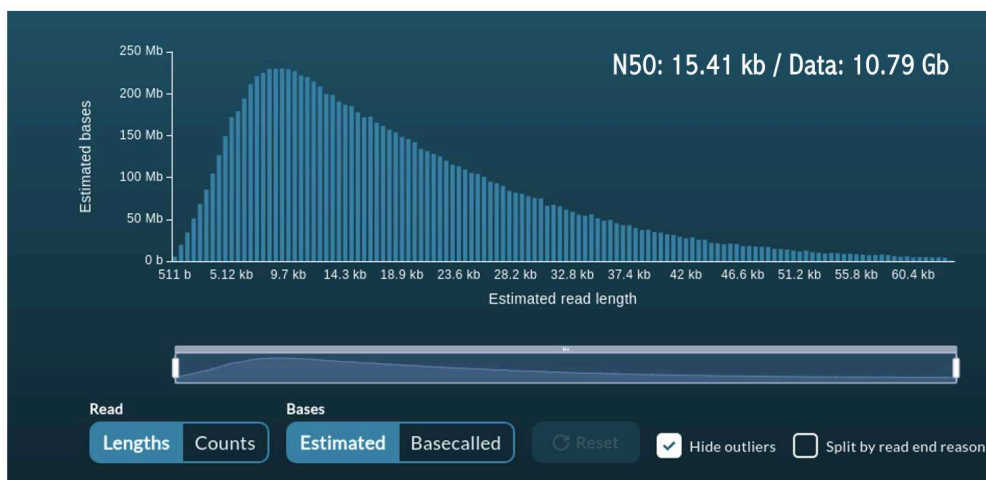 N50: 15.41 kb / Data: 10.79 Gb
250 Mb
200 Mb
150 Mb
100 Mb
50 Mb
0 b
Estimated bases
511 b 5.12 kb 9.7 kb 14.3 kb 18.9 kb 23.6 kb 28.2 kb 32.8 kb 37.4 kb 42 kb 46.6 kb 51.2 kb 55.8 kb 60.4 kb
Estimated read length
Read Bases
Lengths Counts Estimated Basecalled Reset Hide outliers Split by read end reason